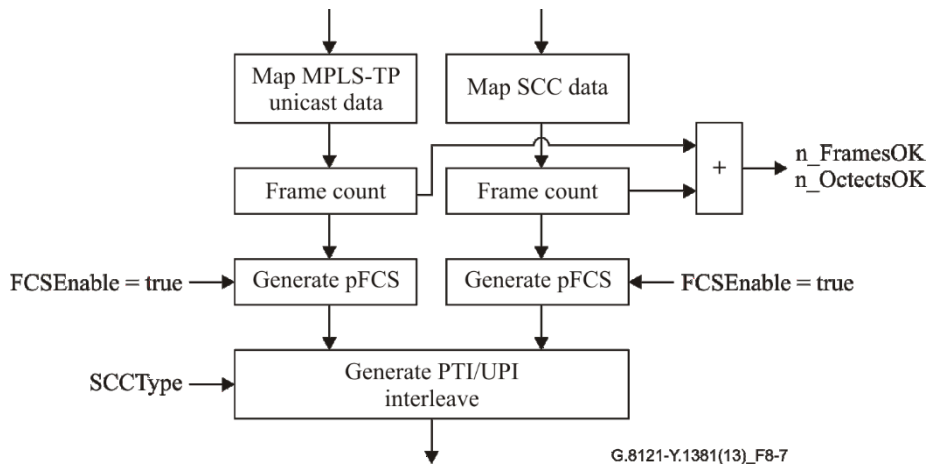 Map MPLS-TP
unicast data
Map SCC data
n_FramesOK
n_OctectsOK
+
Frame count
Frame count
FCSEnable = true
Generate pFCS
Generate pFCS
FCSEnable = true
SCCType
Generate PTI/UPI
interleave
G.8121-Y.1381(13)_F8-7